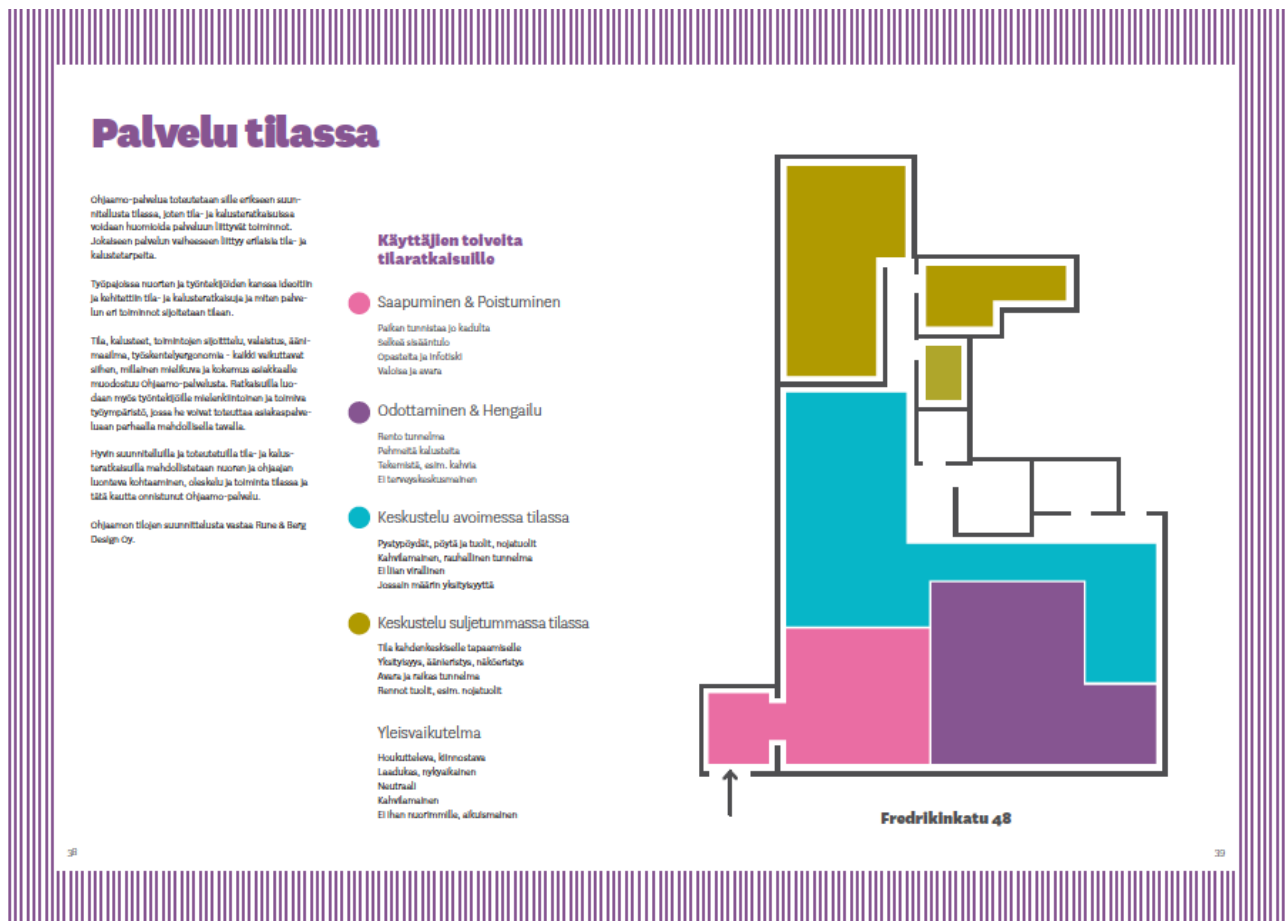 Palvelu tilassa
Ohjaamo-palvelua toteutetaan sille erikseen suun-
nitellusta tilassa, joten tila- ja kalusteratkaisuissa
voidaan huomioida palveluun liittyvät toiminnot.
Jokaiseen palvelun vaiheeseen liittyy erilaisia tila- ja
kalustetarpeita.
Työpajoissa nuorten ja työntekijöiden kanssa ideoitiin
ja kehitettiin tila- ja kalusteratkaisuja ja miten palve-
lun eri toiminnot sijoitetaan tilaan.
Tila, kalusteet, toimintojen sijoitttelu, valaistus, ääni-
maailma, työskentelyergonomia - kaikki vaikuttavat
siihen, millainen mielikuva ja kokemus asiakkaalle
muodostuu Ohjaamo-palvelusta. Ratkaisuilla luo-
daan myös työntekijöille mielenkiintoinen ja toimiva
työympäristö, jossa he voivat toteuttaa asiakaspalve-
luaan parhaalla mahdollisella tavalla.
Hyvin suunnitelluilla ja toteutetuilla tila- ja kalus-
teratkaisuilla mahdollistetaan nuoren ja ohjaajan
luonteva kohtaaminen, oleskelu ja toiminta tilassa ja
tätä kautta onnistunut Ohjaamo-palvelu.
Ohjaamon tilojen suunnittelusta vastaa Rune & Berg
Design Oy.
Käyttäjien toiveita
tilaratkaisuille
Saapuminen & Poistuminen
Paikan tunnistaa jo kadulta
Selkeä sisääntulo
Opasteita ja infotiski
Valoisa ja avara
Odottaminen & Hengailu
Rento tunnelma
Pehmeitä kalusteita
Tekemistä, esim. kahvia
Ei terveyskeskusmainen
Keskustelu avoimessa tilassa
Pystypöydät, pöytä ja tuolit, nojatuolit
Kahvilamainen, rauhallinen tunnelma
Ei liian virallinen
Jossain määrin yksityisyyttä
Keskustelu suljetummassa tilassa
Tila kahdenkeskiselle tapaamiselle
Yksityisyys, äänieristys, näköeristys
Avara ja raikas tunnelma
Rennot tuolit, esim. nojatuolit
Yleisvaikutelma
Houkutteleva, kiinnostava
Laadukas, nykyaikainen
Neutraali
Kahvilamainen
Ei ihan nuorimmille, aikuismainen
Fredrikinkatu 48
38
39